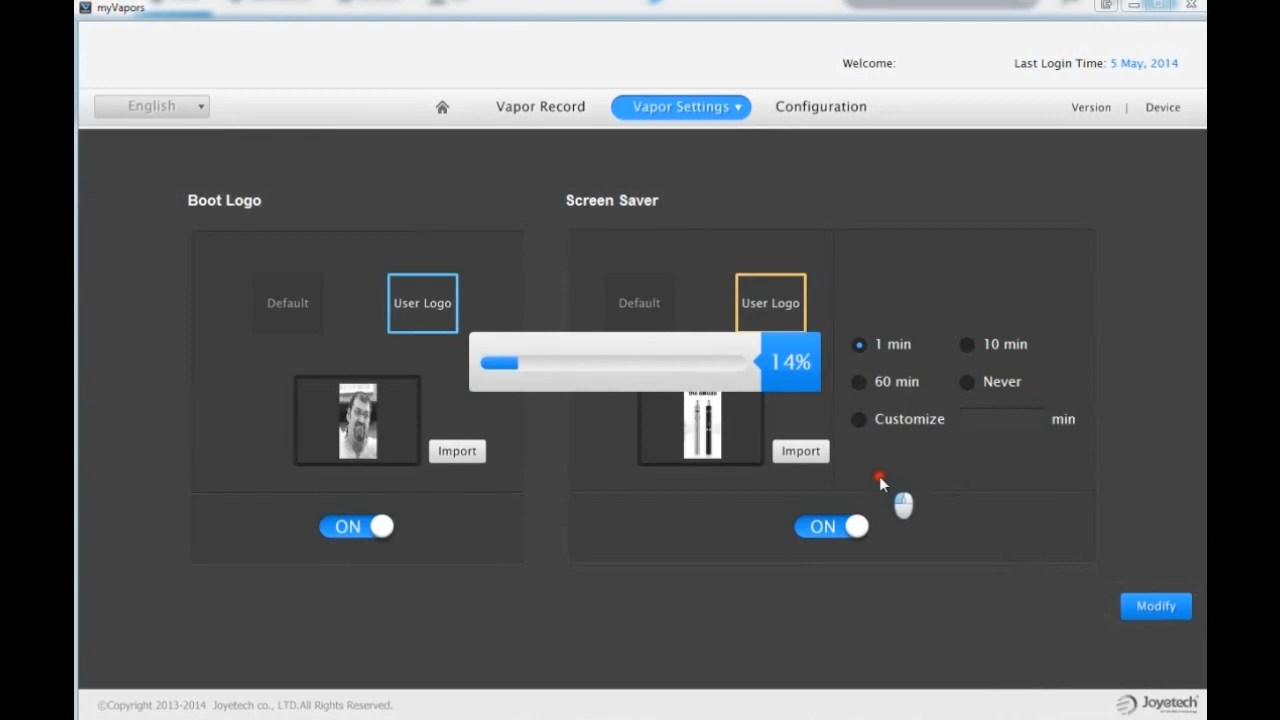 myVapors
Welcome:
Last Login Time: 5 May, 2014
English
Vapor Record
Vapor Settings
Configuration
Version | Device
Boot Logo
Screen Saver
Default
User Logo
Default
User Logo
14%
1 min
10 min
60 min
Never
Customize
min
Import
Import
ON
ON
Modify
©Copyright 2013-2014 Joyetech co., LTD.All Rights Reserved.
Joyetech